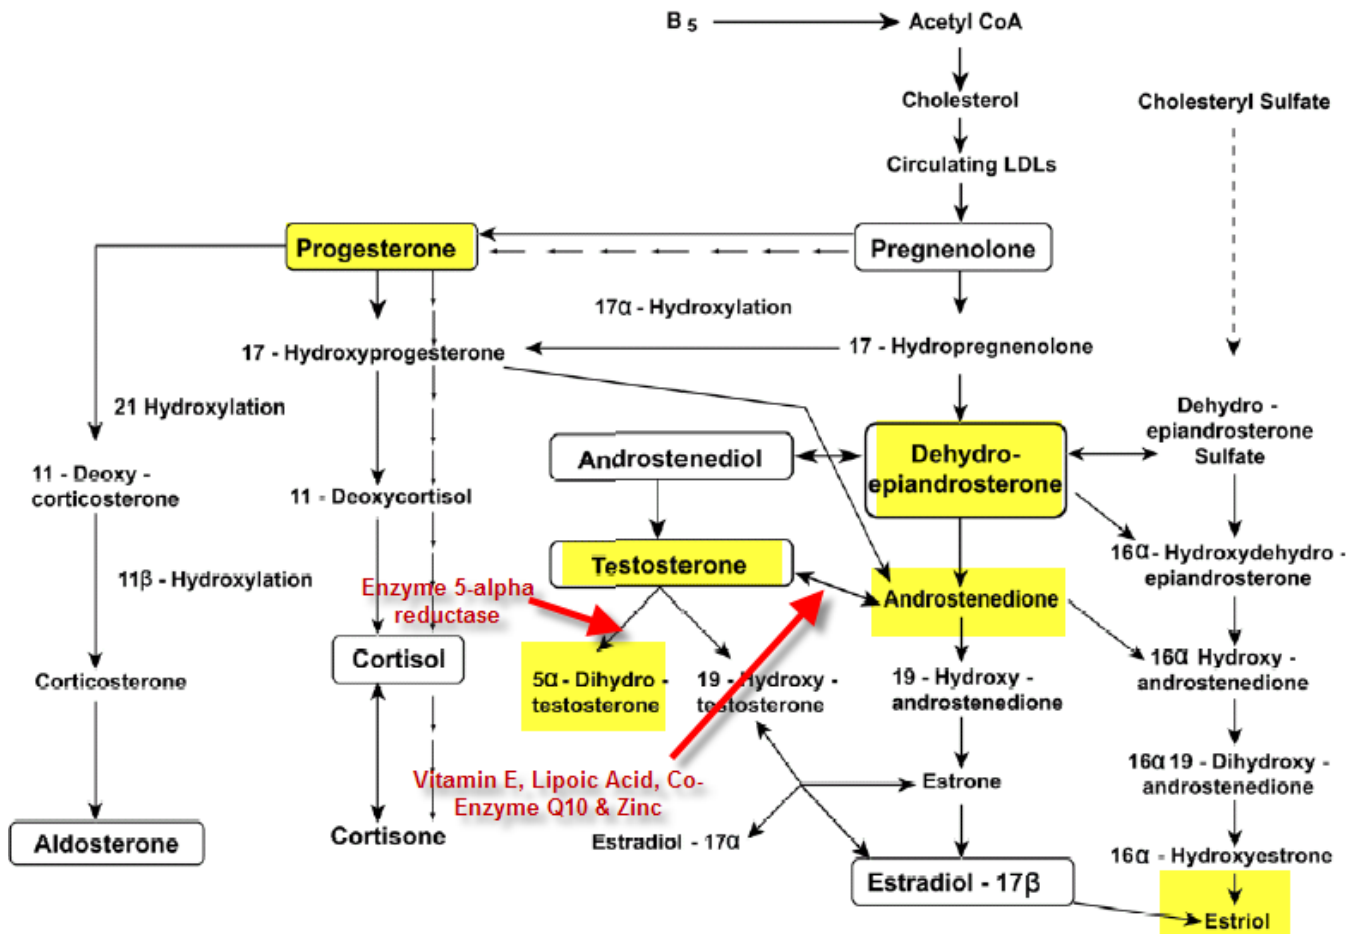 B 5
Acetyl CoA
Cholesterol
Cholesteryl Sulfate
Circulating LDLs
Progesterone
Pregnenolone
17α - Hydroxylation
17 - Hydroxyprogesterone
17 - Hydropregnenolone
21 Hydroxylation
Dehydro -
epiandrosterone
Sulfate
Androstenediol
Dehydro-
epiandrosterone
11 - Deoxy -
corticosterone
11 - Deoxycortisol
16α - Hydroxydehydro -
epiandrosterone
Testosterone
11β - Hydroxylation
Enzyme 5-alpha
reductase
Androstenedione
Cortisol
Corticosterone
5α - Dihydro -
testosterone
19 - Hydroxy -
testosterone
19 - Hydroxy -
androstenedione
16α Hydroxy -
androstenedione
Vitamin E, Lipoic Acid, Co-
Enzyme Q10 & Zinc
Estrone
16α 19 - Dihydroxy -
androstenedione
Aldosterone
Cortisone
Estradiol - 17α
16α - Hydroxyestrone
Estradiol - 17β
Estriol